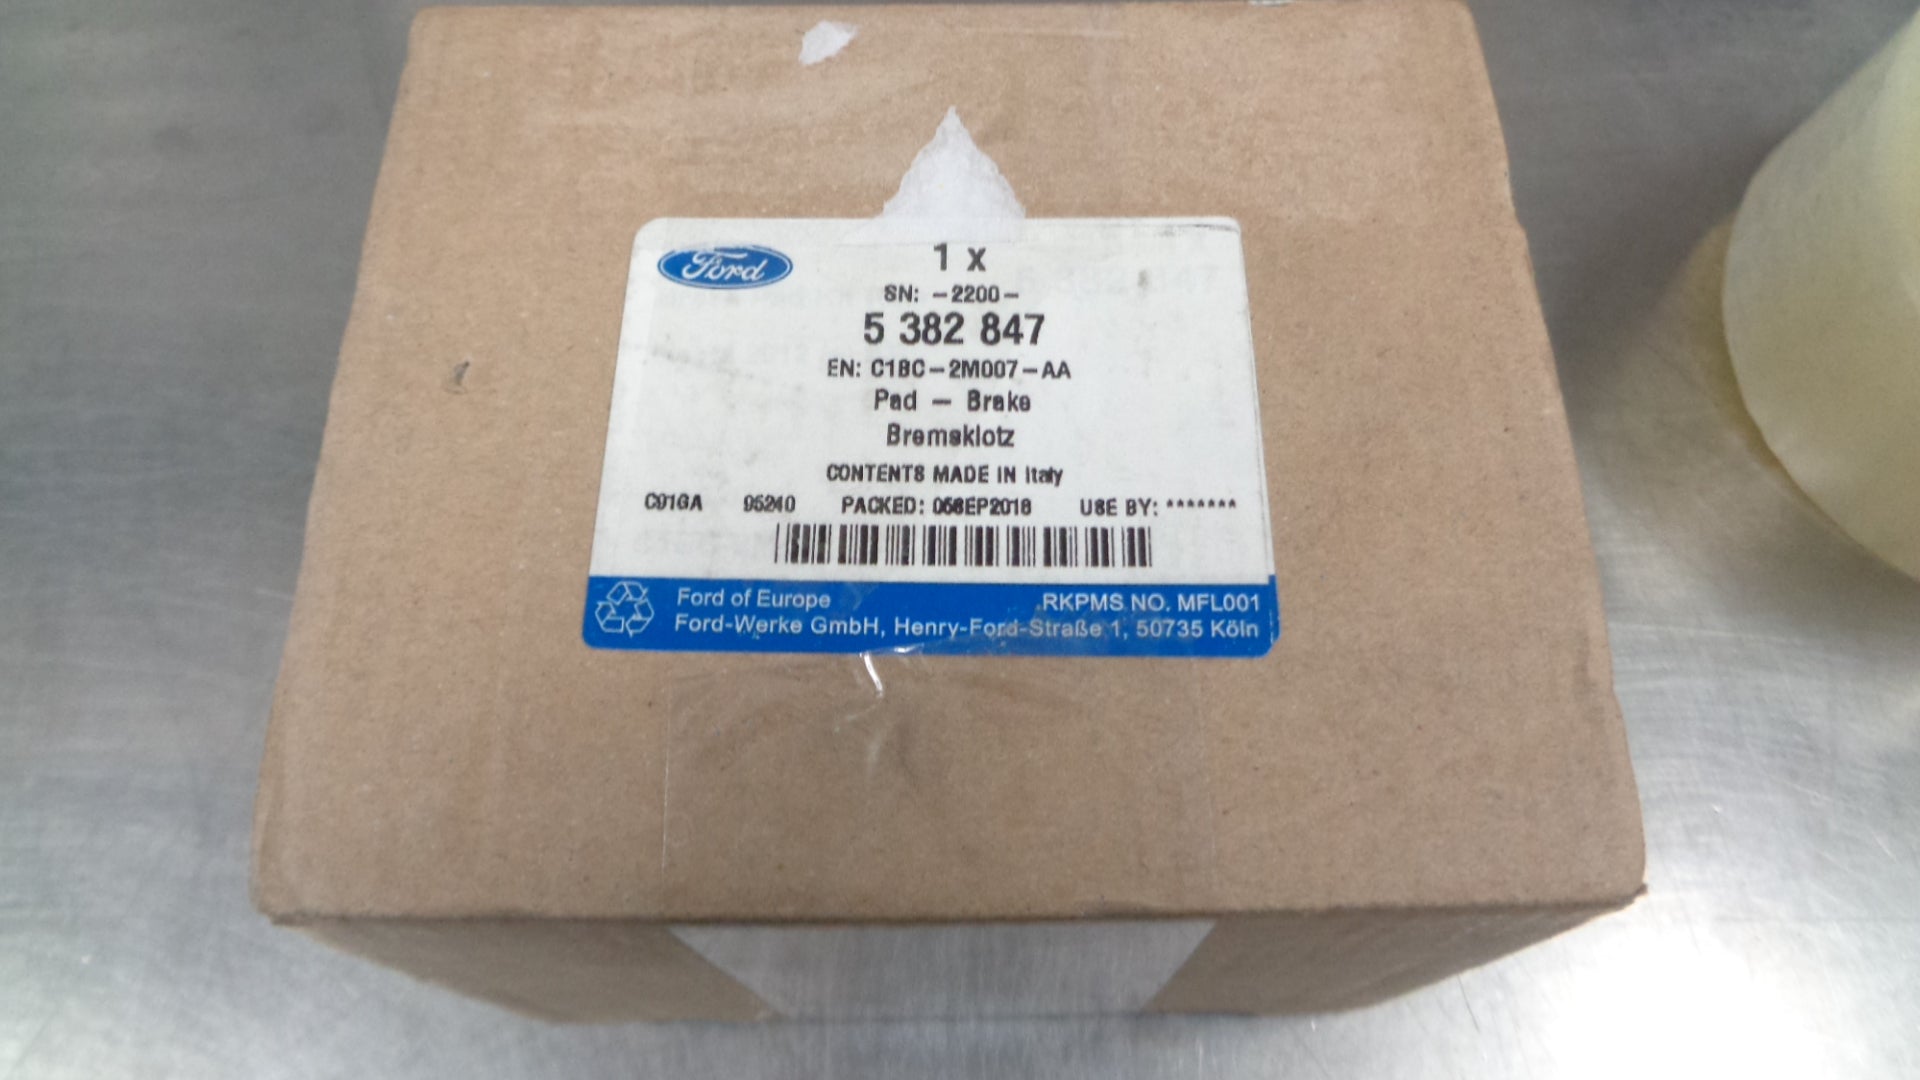 Ford
1 x
SN: -2200-
5 382 847
EN: C1BC-2M007-AA
Pad - Brake
Bremsklotz
CONTENTS MADE IN Italy
C91GA 95240 PACKED: 05SEP2018 USE BY: *******
Ford of Europe RKPMS NO. MFL001
Ford-Werke GmbH, Henry-Ford-Straße 1, 50735 Köln